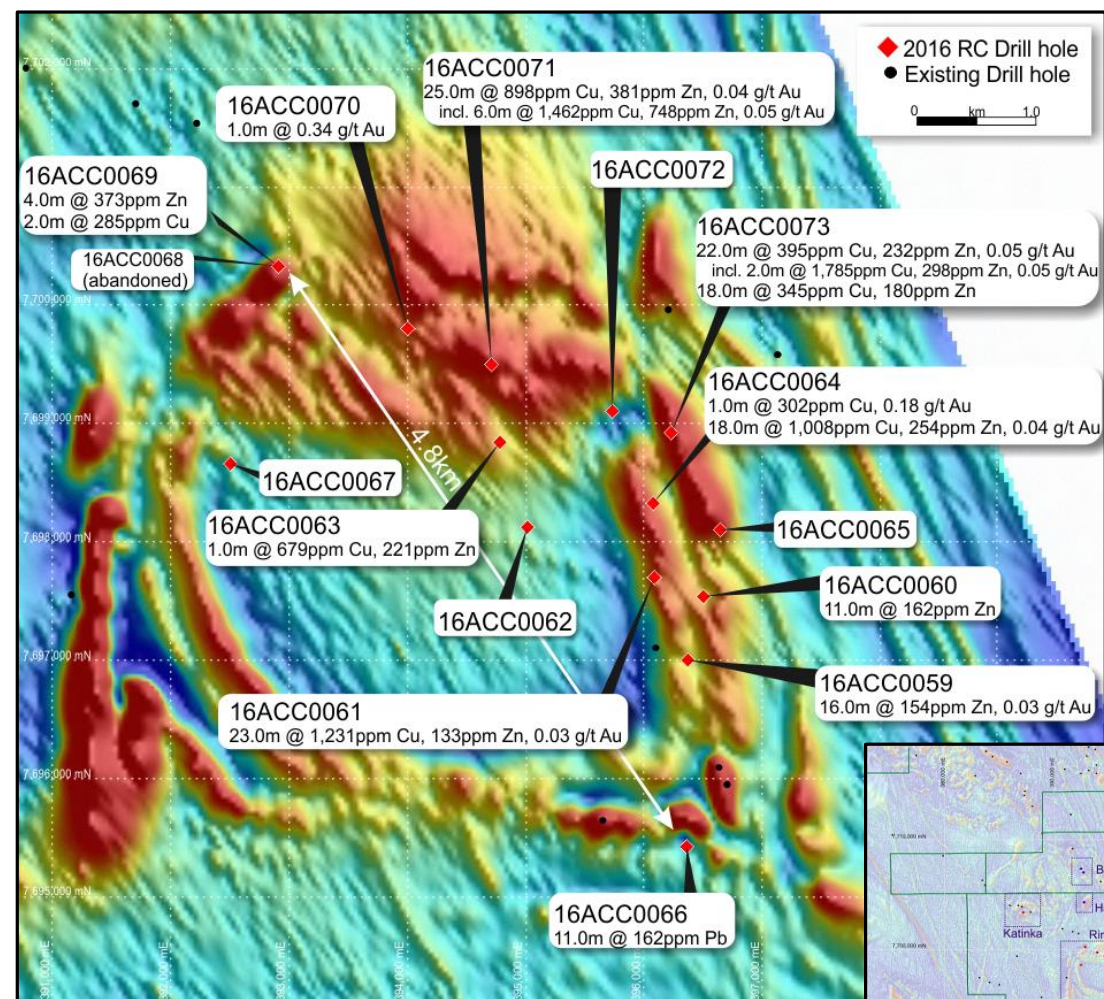 2016 RC Drill hole
Existing Drill hole
0 km 1.0
7,702,000 mN
16ACC0071
25.0m @ 898ppm Cu, 381ppm Zn, 0.04 g/t Au
incl. 6.0m @ 1,462ppm Cu, 748ppm Zn, 0.05 g/t Au
16ACC0070
1.0m @ 0.34 g/t Au
16ACC0072
16ACC0069
4.0m @ 373ppm Zn
2.0m @ 285ppm Cu
16ACC0068
(abandoned)
16ACC0073
22.0m @ 395ppm Cu, 232ppm Zn, 0.05 g/t Au
incl. 2.0m @ 1,785ppm Cu, 298ppm Zn, 0.05 g/t Au
18.0m @ 345ppm Cu, 180ppm Zn
7,700,000 mN
16ACC0064
1.0m @ 302ppm Cu, 0.18 g/t Au
18.0m @ 1,008ppm Cu, 254ppm Zn, 0.04 g/t Au
7,699,000 mN
4.8km
16ACC0067
16ACC0063
1.0m @ 679ppm Cu, 221ppm Zn
16ACC0065
7,698,000 mN
16ACC0060
11.0m @ 162ppm Zn
16ACC0062
7,697,000 mN
16ACC0059
16.0m @ 154ppm Zn, 0.03 g/t Au
16ACC0061
23.0m @ 1,231ppm Cu, 133ppm Zn, 0.03 g/t Au
7,696,000 mN
7,695,000 mN
16ACC0066
11.0m @ 162ppm Pb
Katinka